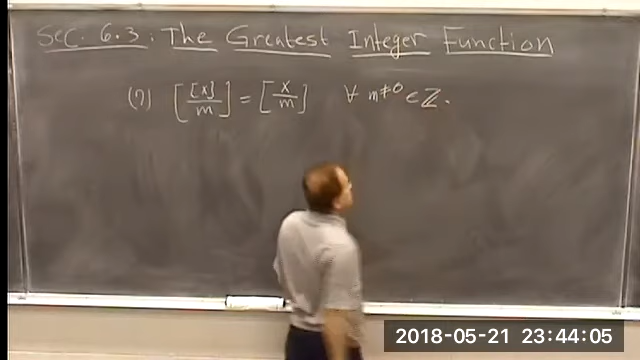 Sec. 6.3: The Greatest Integer Function
(7) [[x]/m] = [x/m] ∀ m≠0 ∈ ℤ.
2018-05-21 23:44:05